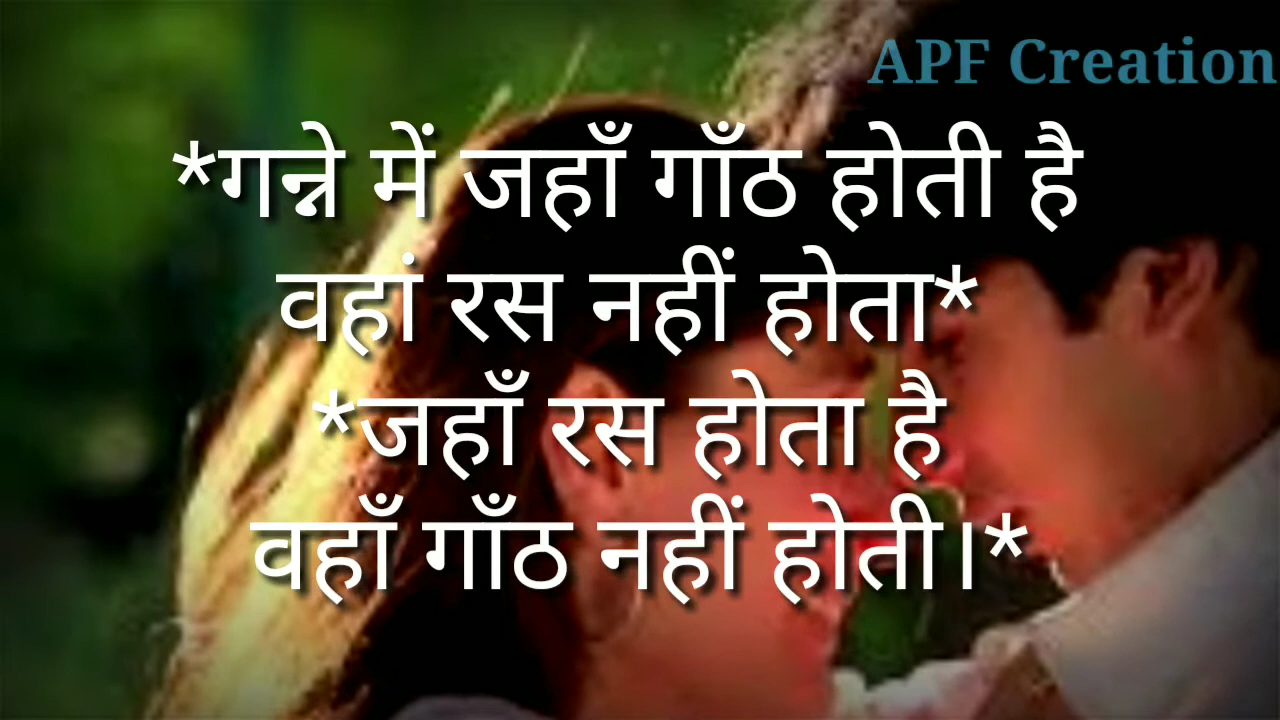 APF Creation
*गन्ने में जहाँ गाँठ होती है
वहां रस नहीं होता*
*जहाँ रस होता है
वहाँ गाँठ नहीं होती।*